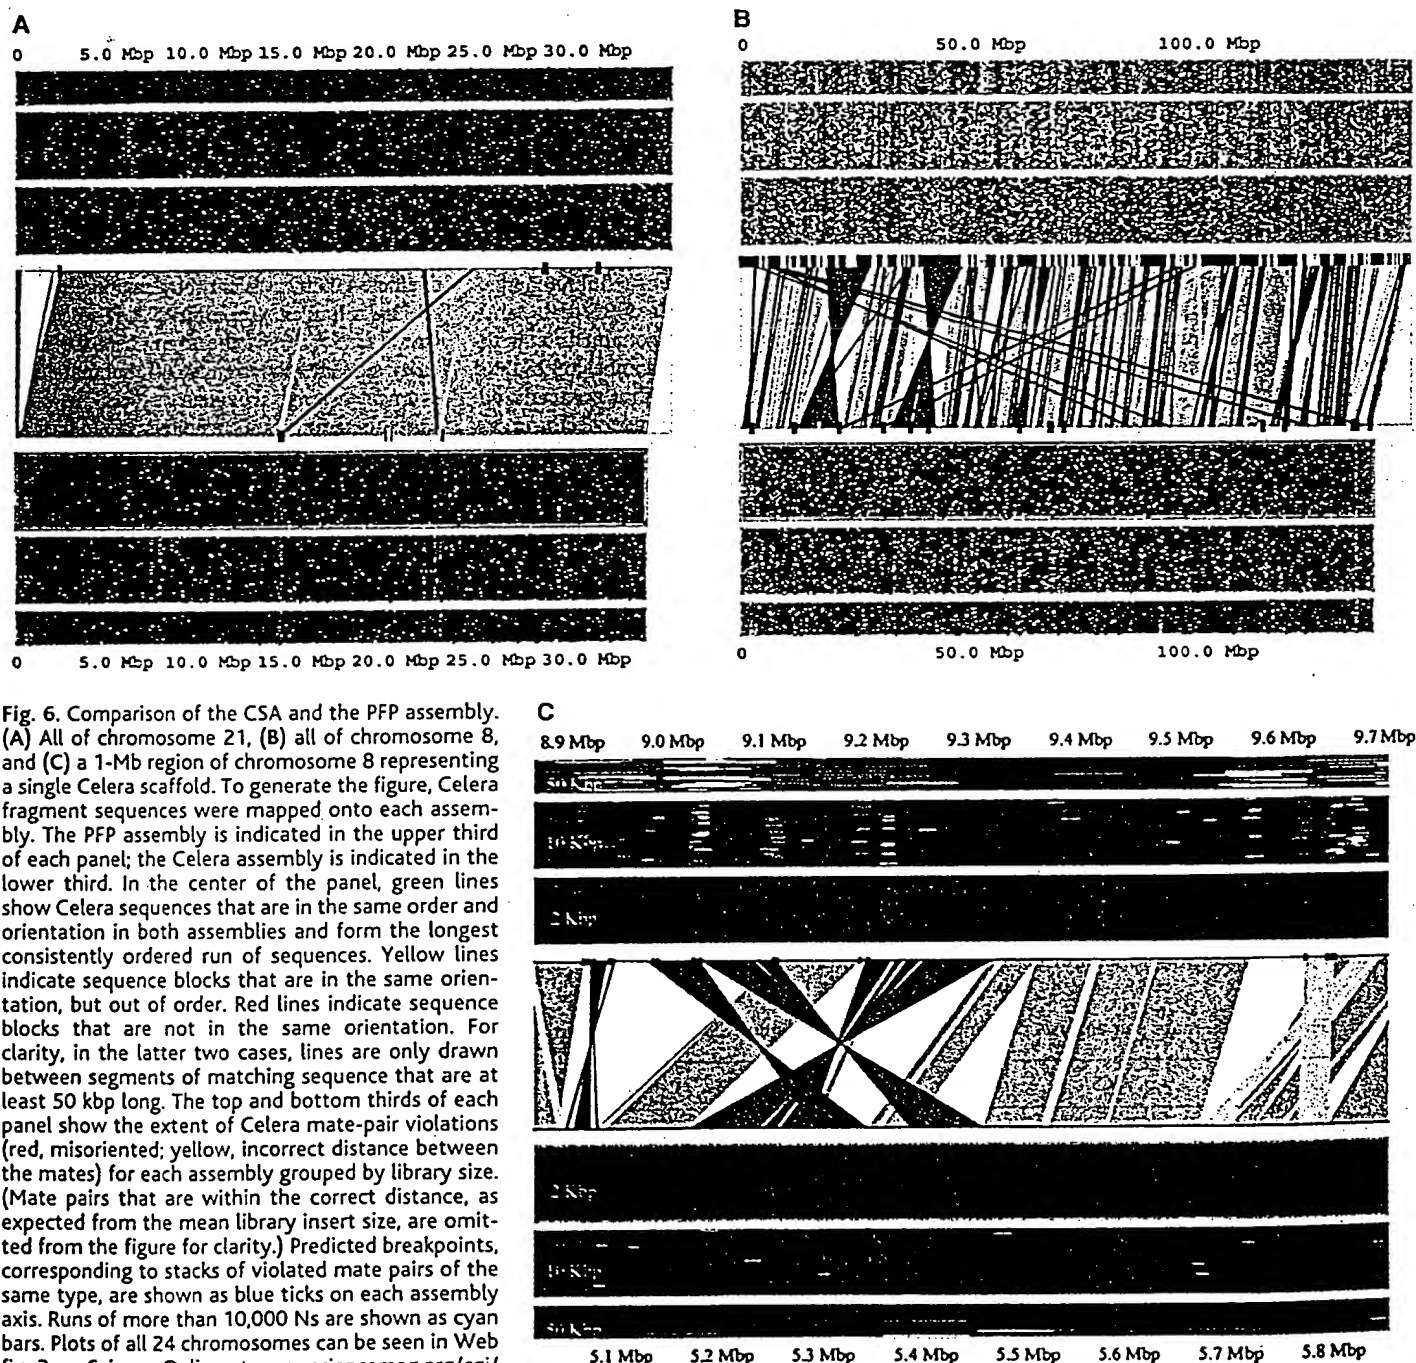 A
0 5.0 Mbp 10.0 Mbp 15.0 Mbp 20.0 Mbp 25.0 Mbp 30.0 Mbp
0 5.0 Mbp 10.0 Mbp 15.0 Mbp 20.0 Mbp 25.0 Mbp 30.0 Mbp
B
0 50.0 Mbp 100.0 Mbp
0 50.0 Mbp 100.0 Mbp
Fig. 6. Comparison of the CSA and the PFP assembly.
(A) All of chromosome 21, (B) all of chromosome 8,
and (C) a 1-Mb region of chromosome 8 representing
a single Celera scaffold. To generate the figure, Celera
fragment sequences were mapped onto each assem-
bly. The PFP assembly is indicated in the upper third
of each panel; the Celera assembly is indicated in the
lower third. In the center of the panel, green lines
show Celera sequences that are in the same order and
orientation in both assemblies and form the longest
consistently ordered run of sequences. Yellow lines
indicate sequence blocks that are in the same orien-
tation, but out of order. Red lines indicate sequence
blocks that are not in the same orientation. For
clarity, in the latter two cases, lines are only drawn
between segments of matching sequence that are at
least 50 kbp long. The top and bottom thirds of each
panel show the extent of Celera mate-pair violations
(red, misoriented; yellow, incorrect distance between
the mates) for each assembly grouped by library size.
(Mate pairs that are within the correct distance, as
expected from the mean library insert size, are omit-
ted from the figure for clarity.) Predicted breakpoints,
corresponding to stacks of violated mate pairs of the
same type, are shown as blue ticks on each assembly
axis. Runs of more than 10,000 Ns are shown as cyan
bars. Plots of all 24 chromosomes can be seen in Web
C
8.9 Mbp 9.0 Mbp 9.1 Mbp 9.2 Mbp 9.3 Mbp 9.4 Mbp 9.5 Mbp 9.6 Mbp 9.7 Mbp
50 Kbp
10 Kbp
2 Kbp
2 Kbp
10 Kbp
50 Kbp
5.1 Mbp 5.2 Mbp 5.3 Mbp 5.4 Mbp 5.5 Mbp 5.6 Mbp 5.7 Mbp 5.8 Mbp